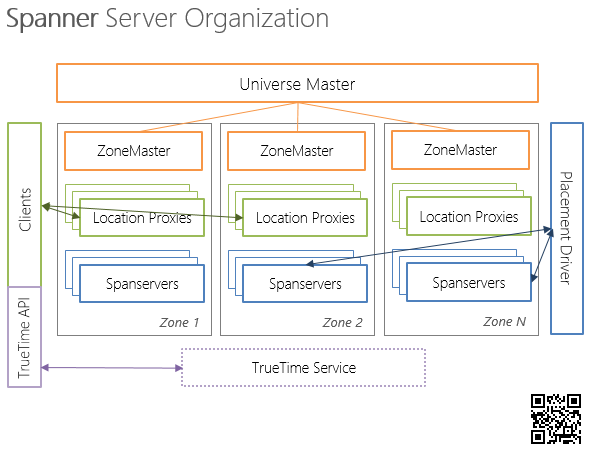 Spanner Server Organization
Universe Master
ZoneMaster
ZoneMaster
ZoneMaster
Clients
Location Proxies
Location Proxies
Location Proxies
Placement Driver
Spanservers
Spanservers
Spanservers
Zone 1
Zone 2
Zone N
TrueTime API
TrueTime Service